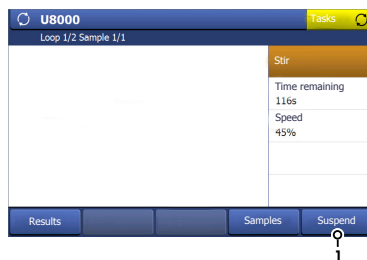 U8000
Tasks
Loop 1/2 Sample 1/1
Stir
Time remaining
116s
Speed
45%
Results
Samples
Suspend
1